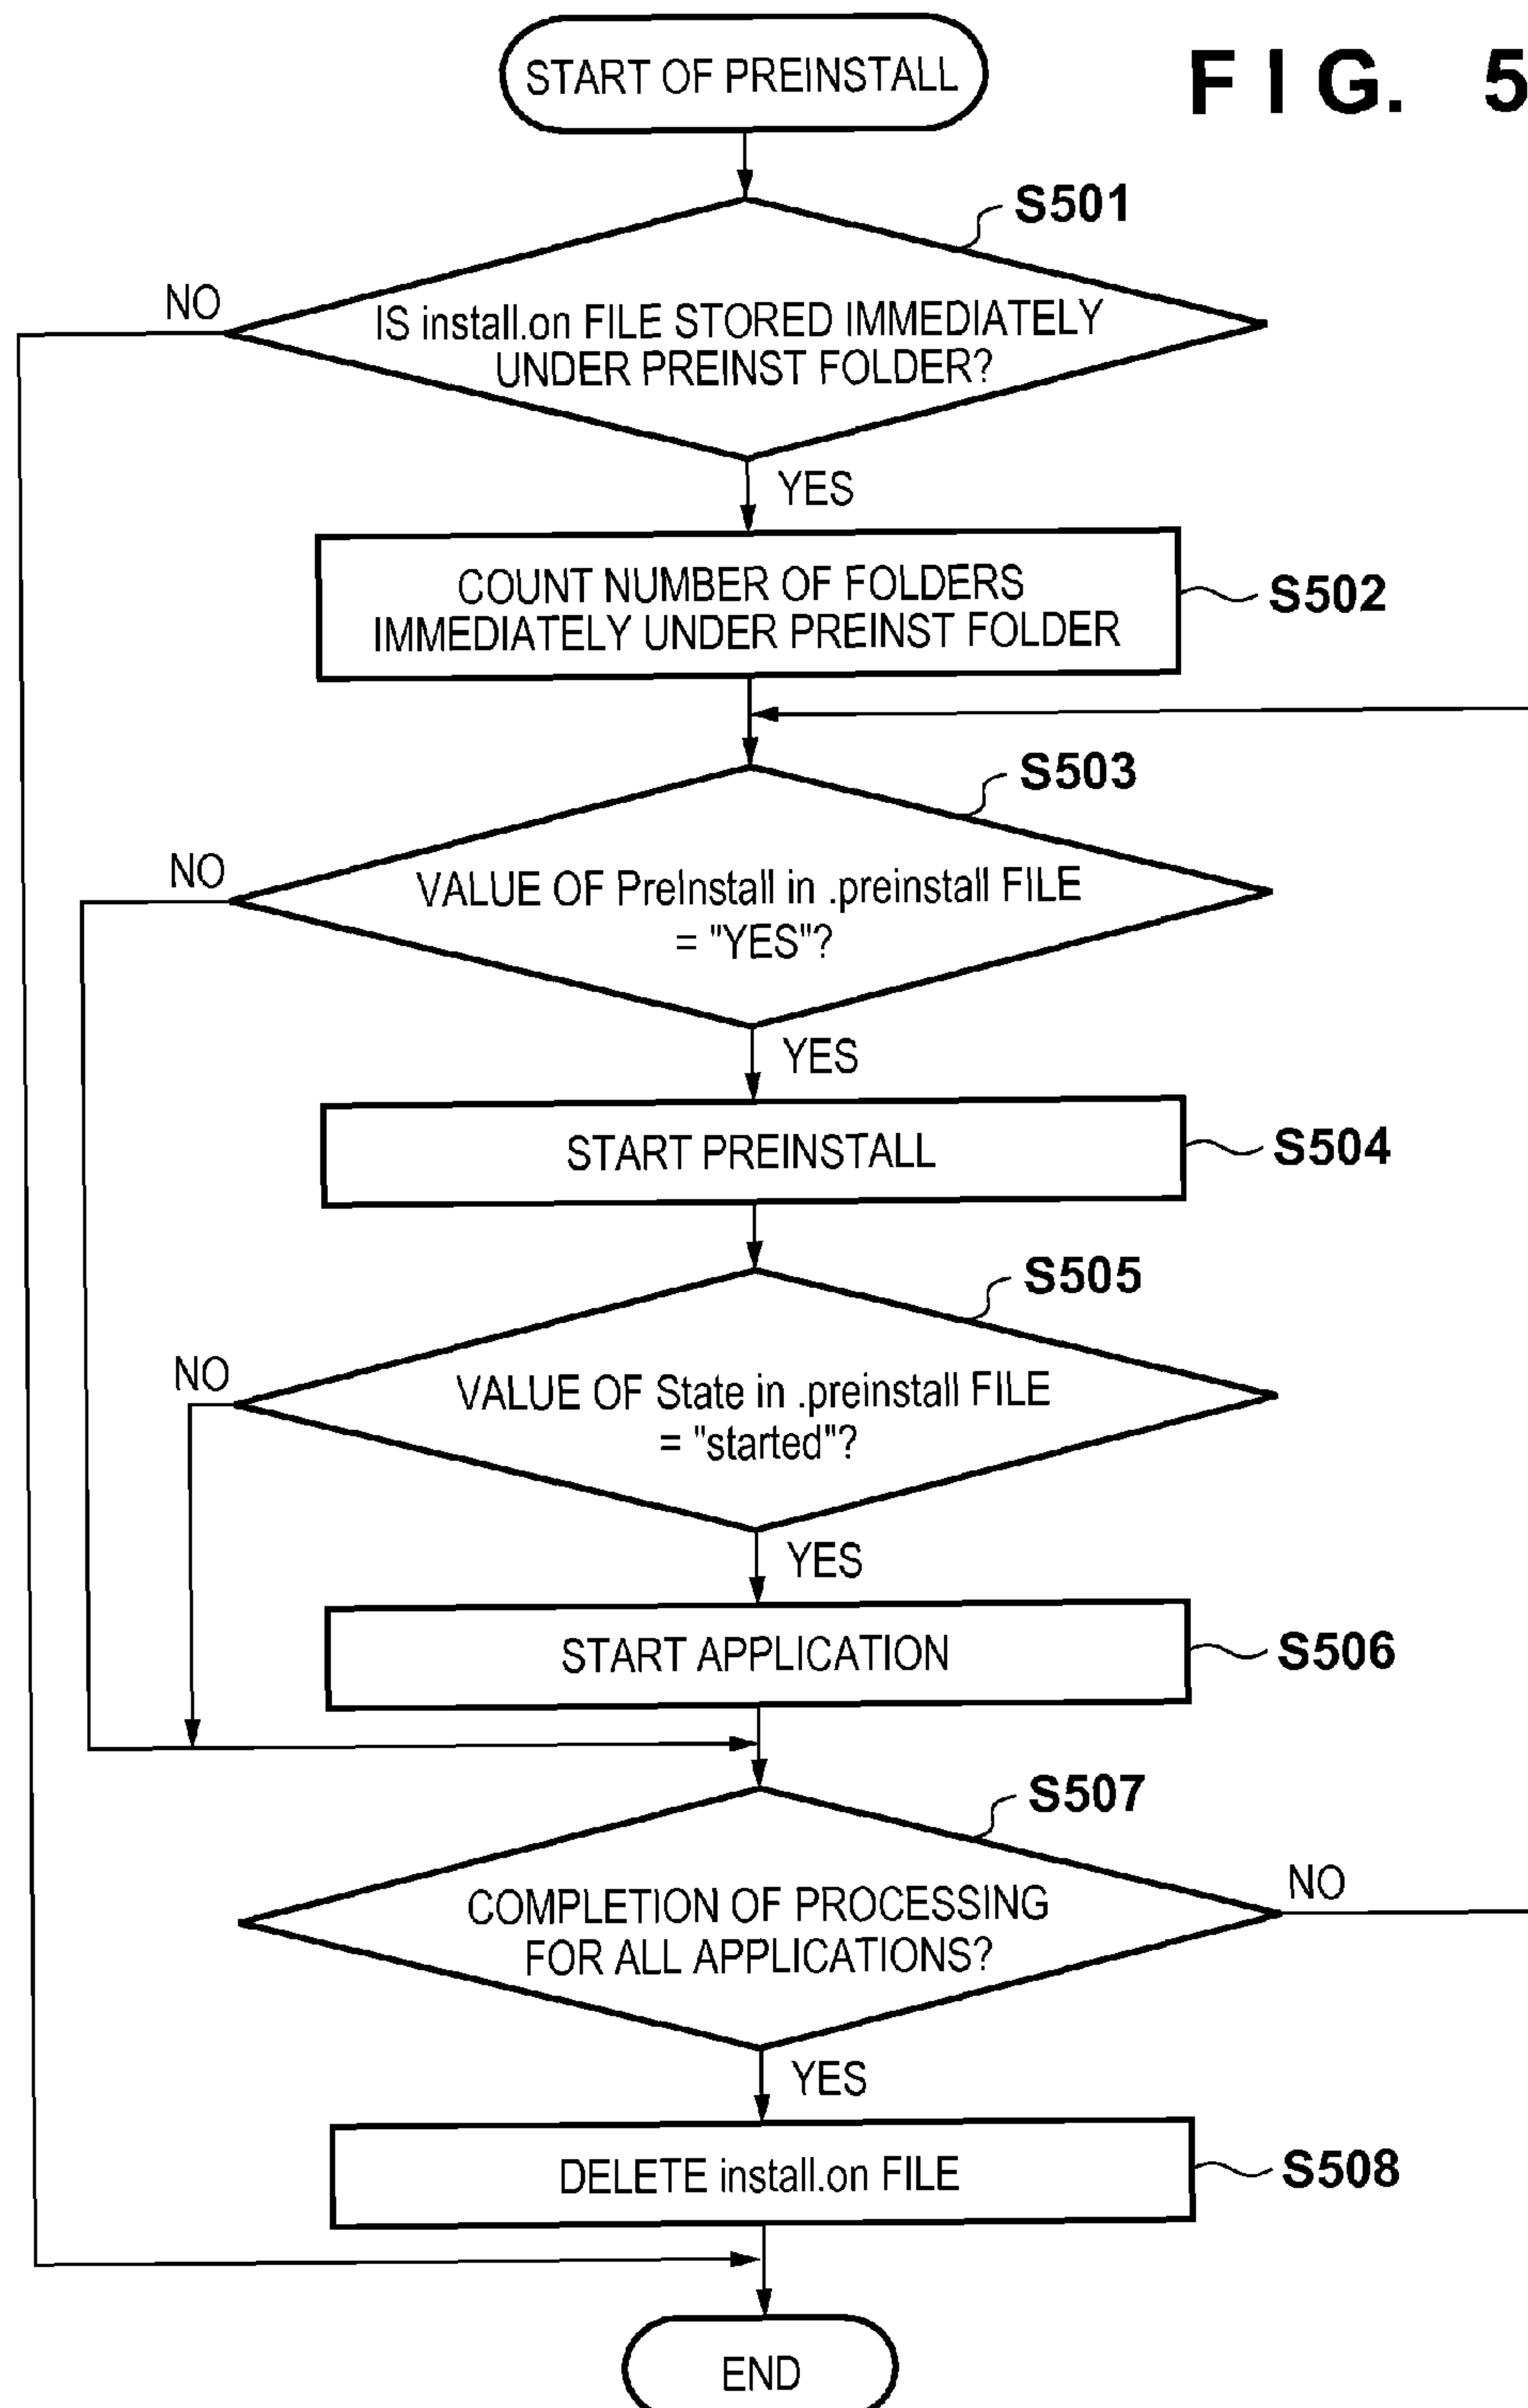 START OF PREINSTALL
FIG. 5
S501
NO
IS install.on FILE STORED IMMEDIATELY
UNDER PREINST FOLDER?
YES
COUNT NUMBER OF FOLDERS
IMMEDIATELY UNDER PREINST FOLDER
S502
S503
NO
VALUE OF PreInstall in .preinstall FILE
= "YES"?
YES
START PREINSTALL
S504
S505
NO
VALUE OF State in .preinstall FILE
= "started"?
YES
START APPLICATION
S506
S507
NO
COMPLETION OF PROCESSING
FOR ALL APPLICATIONS?
YES
DELETE install.on FILE
S508
END